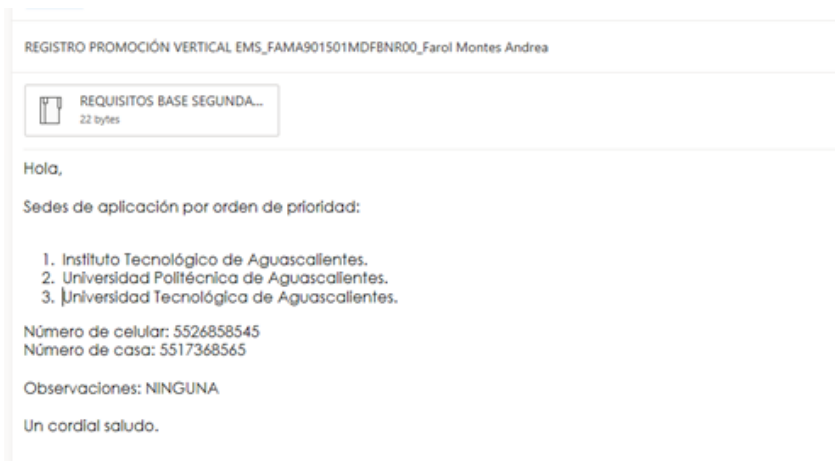 REGISTRO PROMOCIÓN VERTICAL EMS_FAMA901501MDFBNR00_Farol Montes Andrea
REQUISITOS BASE SEGUNDA...
22 bytes
Hola,
Sedes de aplicación por orden de prioridad:
1. Instituto Tecnológico de Aguascalientes.
2. Universidad Politécnica de Aguascalientes.
3. Universidad Tecnológica de Aguascalientes.
Número de celular: 5526858545
Número de casa: 5517368565
Observaciones: NINGUNA
Un cordial saludo.